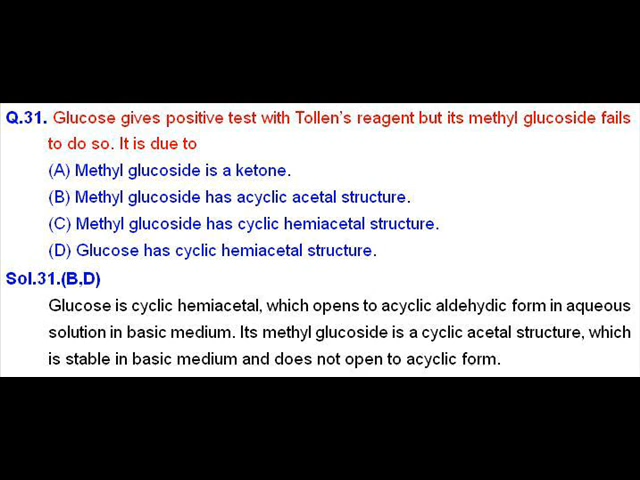 Q.31. Glucose gives positive test with Tollen's reagent but its methyl glucoside fails
to do so. It is due to
(A) Methyl glucoside is a ketone.
(B) Methyl glucoside has acyclic acetal structure.
(C) Methyl glucoside has cyclic hemiacetal structure.
(D) Glucose has cyclic hemiacetal structure.
Sol.31.(B,D)
Glucose is cyclic hemiacetal, which opens to acyclic aldehydic form in aqueous
solution in basic medium. Its methyl glucoside is a cyclic acetal structure, which
is stable in basic medium and does not open to acyclic form.